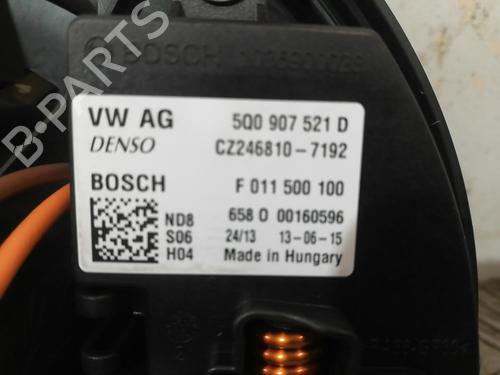 BOSCH 1036900029
VW AG 5Q0 907 521 D
DENSO CZ246810-7192
BOSCH F 011 500 100
ND8 658 O 00160596
S06 24/13 13-06-15
H04 Made in Hungary
B-PARTS